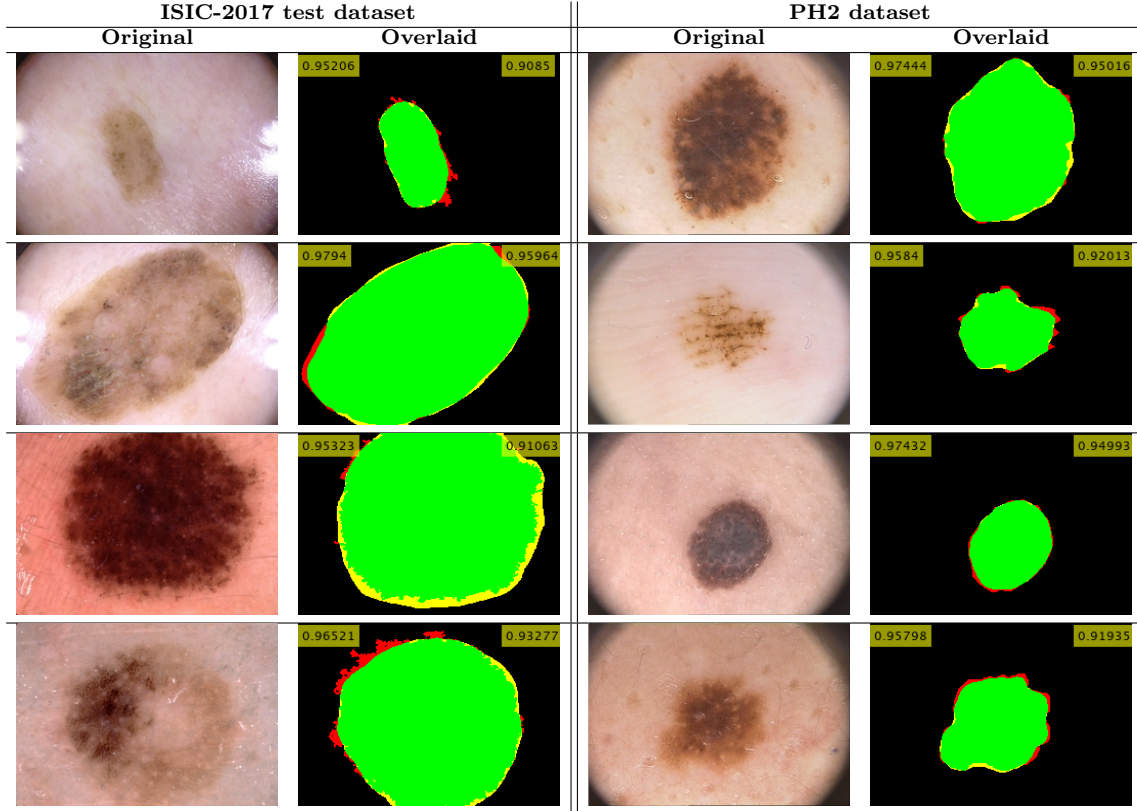 ISIC-2017 test dataset PH2 dataset
Original Overlaid Original Overlaid
0.95206 0.9085 0.97444 0.95016
0.9794 0.95964 0.9584 0.92013
0.95323 0.91063 0.97432 0.94993
0.96521 0.93277 0.95798 0.91935